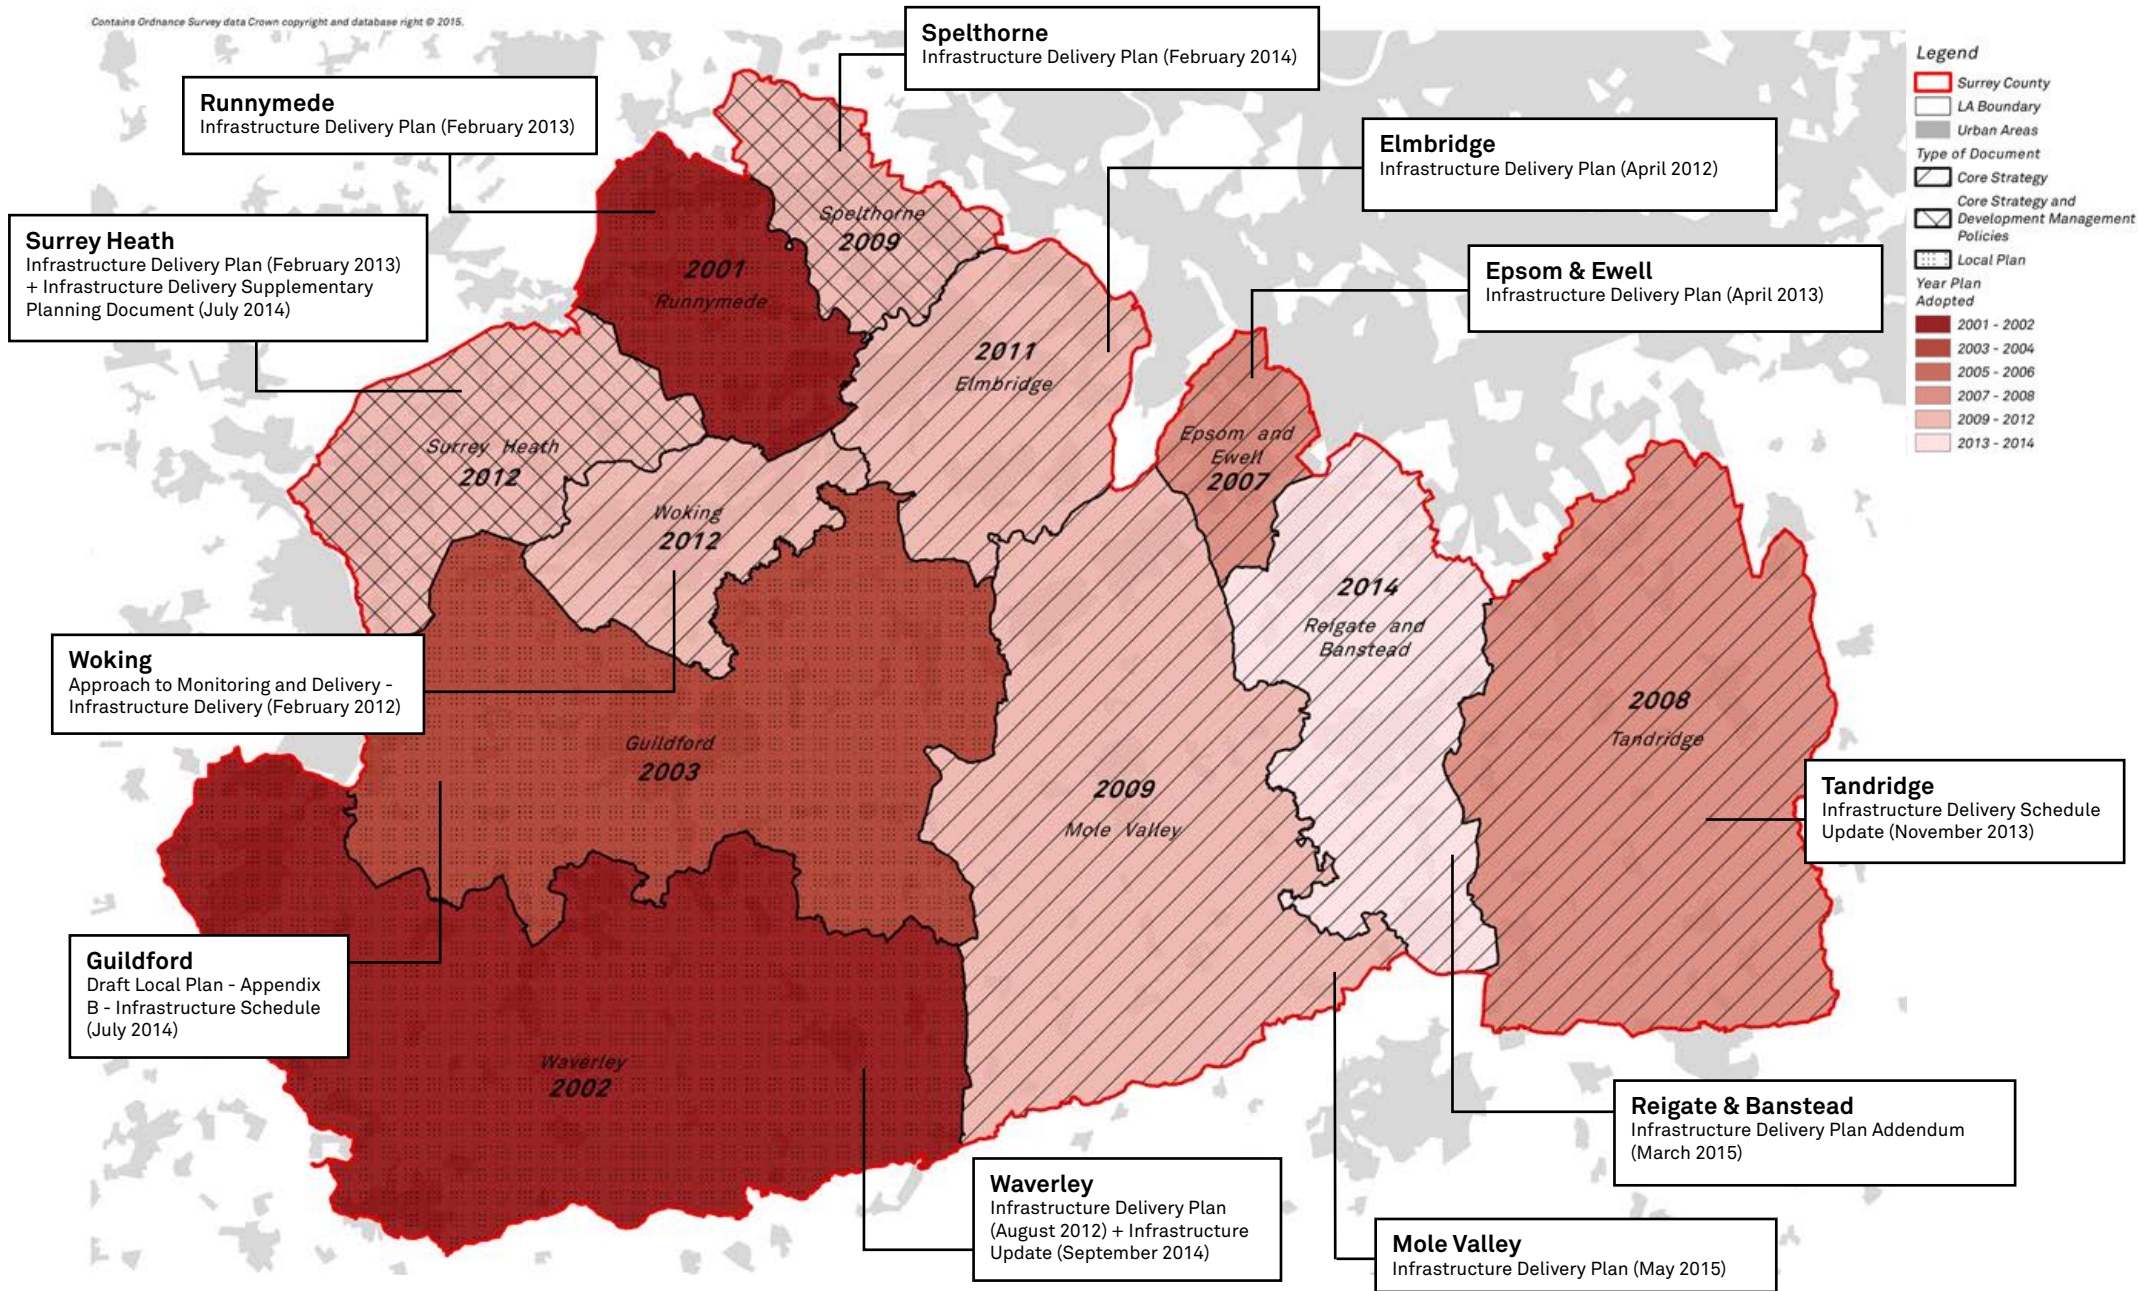 Contains Ordnance Survey data Crown copyright and database right © 2015.
Spelthorne
Infrastructure Delivery Plan (February 2014)
Runnymede
Infrastructure Delivery Plan (February 2013)
Elmbridge
Infrastructure Delivery Plan (April 2012)
Surrey Heath
Infrastructure Delivery Plan (February 2013)
+ Infrastructure Delivery Supplementary
Planning Document (July 2014)
Epsom & Ewell
Infrastructure Delivery Plan (April 2013)
Legend
Surrey County
LA Boundary
Urban Areas
Type of Document
Core Strategy
Core Strategy and
Development Management
Policies
Local Plan
Year Plan
Adopted
2001 - 2002
2003 - 2004
2005 - 2006
2007 - 2008
2009 - 2012
2013 - 2014
Spelthorne
2009
2001
Runnymede
2011
Elmbridge
Surrey Heath
2012
Epsom and
Ewell
2007
Woking
2012
2014
Reigate and
Banstead
2008
Tandridge
Guildford
2003
2009
Mole Valley
Waverley
2002
Woking
Approach to Monitoring and Delivery -
Infrastructure Delivery (February 2012)
Tandridge
Infrastructure Delivery Schedule
Update (November 2013)
Guildford
Draft Local Plan - Appendix
B - Infrastructure Schedule
(July 2014)
Reigate & Banstead
Infrastructure Delivery Plan Addendum
(March 2015)
Waverley
Infrastructure Delivery Plan
(August 2012) + Infrastructure
Update (September 2014)
Mole Valley
Infrastructure Delivery Plan (May 2015)